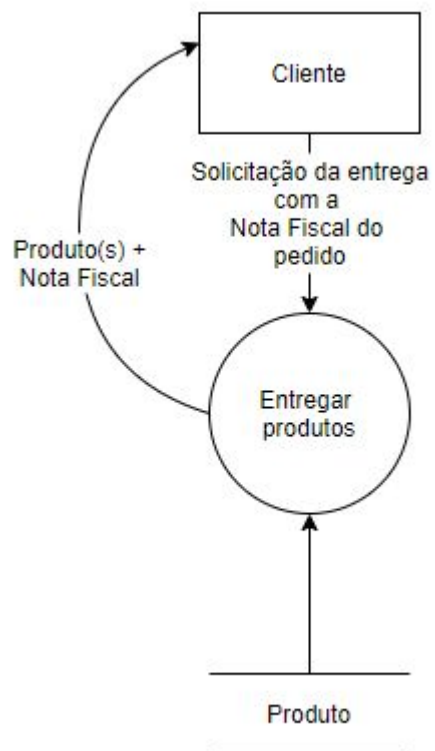 Cliente
Solicitação da entrega
com a
Nota Fiscal do
pedido
Produto(s) +
Nota Fiscal
Entregar
produtos
Produto